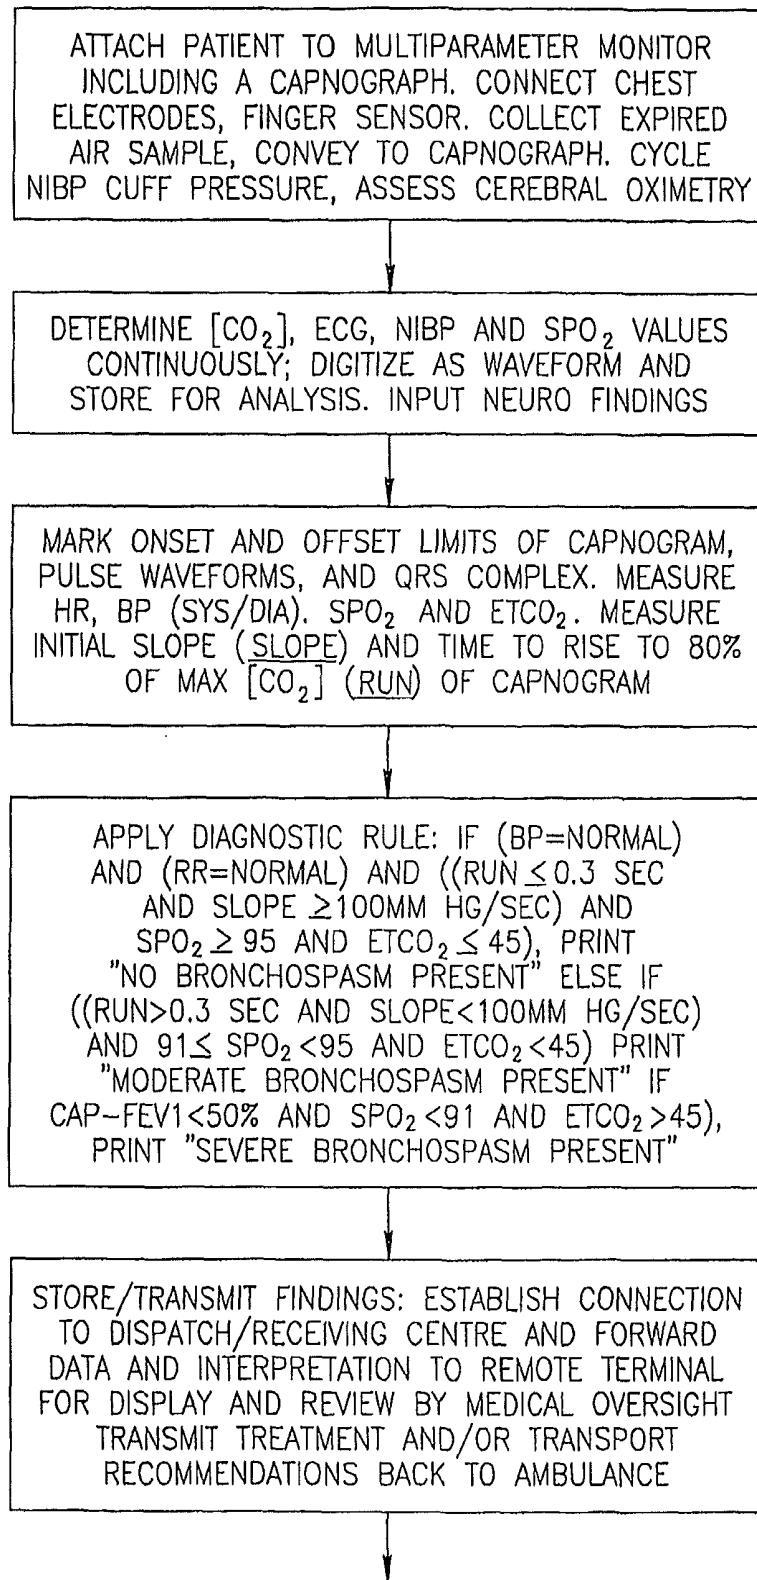 ATTACH PATIENT TO MULTIPARAMETER MONITOR
INCLUDING A CAPNOGRAPH. CONNECT CHEST
ELECTRODES, FINGER SENSOR. COLLECT EXPIRED
AIR SAMPLE, CONVEY TO CAPNOGRAPH. CYCLE
NIBP CUFF PRESSURE, ASSESS CEREBRAL OXIMETRY
DETERMINE [CO₂], ECG, NIBP AND SPO₂ VALUES
CONTINUOUSLY; DIGITIZE AS WAVEFORM AND
STORE FOR ANALYSIS. INPUT NEURO FINDINGS
MARK ONSET AND OFFSET LIMITS OF CAPNOGRAM,
PULSE WAVEFORMS, AND QRS COMPLEX. MEASURE
HR, BP (SYS/DIA). SPO₂ AND ETCO₂. MEASURE
INITIAL SLOPE (SLOPE) AND TIME TO RISE TO 80%
OF MAX [CO₂] (RUN) OF CAPNOGRAM
APPLY DIAGNOSTIC RULE: IF (BP=NORMAL)
AND (RR=NORMAL) AND ((RUN ≤0.3 SEC
AND SLOPE ≥100MM HG/SEC) AND
SPO₂ ≥ 95 AND ETCO₂ ≤ 45), PRINT
"NO BRONCHOSPASM PRESENT" ELSE IF
((RUN>0.3 SEC AND SLOPE<100MM HG/SEC)
AND 91≤ SPO₂<95 AND ETCO₂<45) PRINT
"MODERATE BRONCHOSPASM PRESENT" IF
CAP-FEV1<50% AND SPO₂<91 AND ETCO₂>45),
PRINT "SEVERE BRONCHOSPASM PRESENT"
STORE/TRANSMIT FINDINGS: ESTABLISH CONNECTION
TO DISPATCH/RECEIVING CENTRE AND FORWARD
DATA AND INTERPRETATION TO REMOTE TERMINAL
FOR DISPLAY AND REVIEW BY MEDICAL OVERSIGHT
TRANSMIT TREATMENT AND/OR TRANSPORT
RECOMMENDATIONS BACK TO AMBULANCE